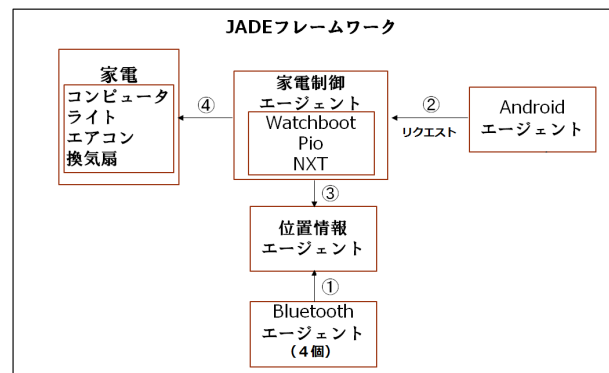 JADEフレームワーク
家電
コンピュータ
ライト
エアコン
換気扇
④
家電制御
エージェント
Watchboot
Pio
NXT
②
リクエスト
Android
エージェント
③
位置情報
エージェント
①
Bluetooth
エージェント
(4個)